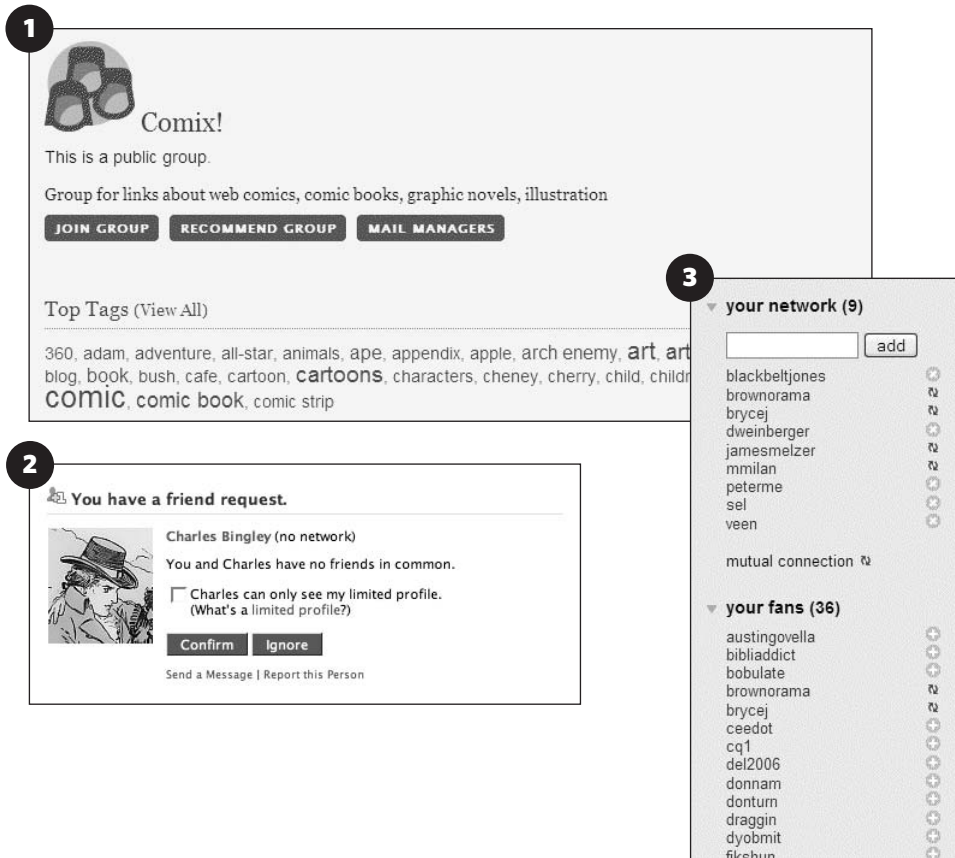 1
Comix!
This is a public group.
Group for links about web comics, comic books, graphic novels, illustration
JOIN GROUP RECOMMEND GROUP MAIL MANAGERS
Top Tags (View All)
360, adam, adventure, all-star, animals, ape, appendix, apple, arch enemy, art, art
blog, book, bush, cafe, cartoon, cartoons, characters, cheney, cherry, child, childr
comic, comic book, comic strip
2
You have a friend request.
Charles Bingley (no network)
You and Charles have no friends in common.
Charles can only see my limited profile.
(What's a limited profile?)
Confirm Ignore
Send a Message | Report this Person
3
your network (9)
add
blackbeltjones
brownorama
brycej
dweinberger
jamesmelzer
mmilan
peterme
sel
veen
mutual connection
your fans (36)
austingovella
bibliaddict
bobulate
brownorama
brycej
ceedot
cq1
del2006
donnam
donturn
draggin
dyobmit
fikshun